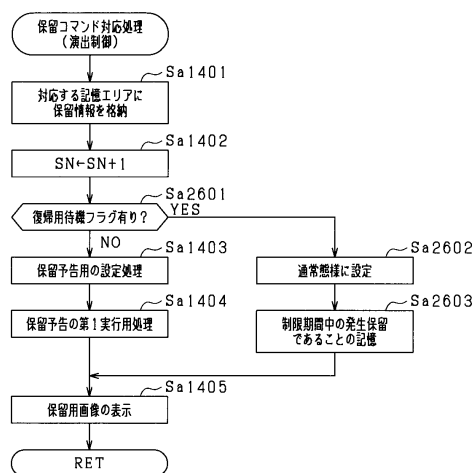 保留コマンド対応処理
(演出制御)
Sa1401
対応する記憶エリアに
保留情報を格納
Sa1402
SN←SN+1
Sa2601
復帰用待機フラグ有り?
YES
NO
Sa1403
保留予告用の設定処理
Sa2602
通常態様に設定
Sa1404
保留予告の第1実行用処理
Sa2603
制限期間中の発生保留
であることの記憶
Sa1405
保留用画像の表示
RET